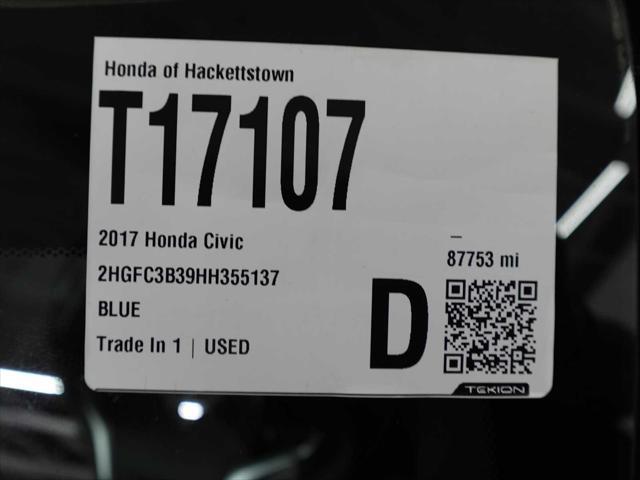 Honda of Hackettstown
T17107
2017 Honda Civic
2HGFC3B39HH355137
BLUE
Trade In 1 | USED
–
87753 mi
D
TEKION